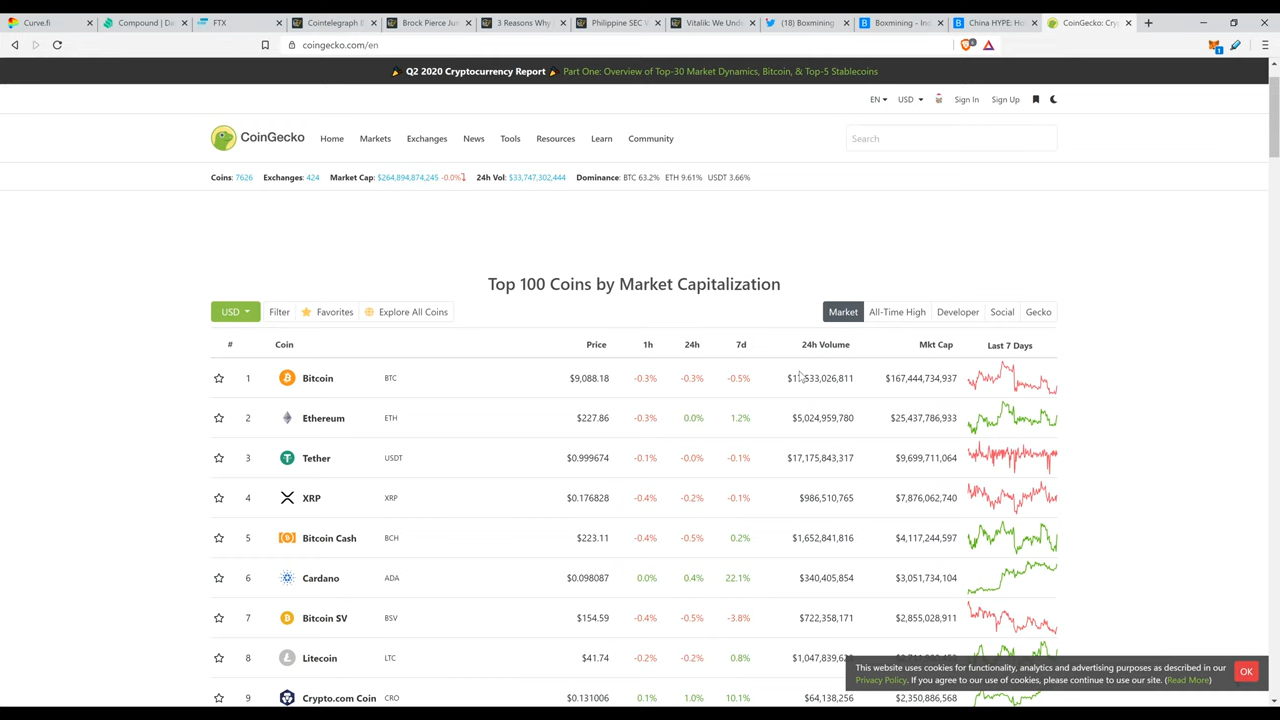 Curve.fi
Compound | Da
FTX
Cointelegraph B
Brock Pierce Jun
3 Reasons Why
Philippine SEC V
Vitalik: We Unde
(18) Boxmining
Boxmining - Ind
China HYPE: Ho
CoinGecko: Cry
coingecko.com/en
Q2 2020 Cryptocurrency Report Part One: Overview of Top-30 Market Dynamics, Bitcoin, & Top-5 Stablecoins
EN USD Sign In Sign Up
CoinGecko Home Markets Exchanges News Tools Resources Learn Community Search
Coins: 7626 Exchanges: 424 Market Cap: $264,894,874,245 -0.0% 24h Vol: $33,747,302,444 Dominance: BTC 63.2% ETH 9.61% USDT 3.66%
Top 100 Coins by Market Capitalization
USD Filter Favorites Explore All Coins Market All-Time High Developer Social Gecko
# Coin Price 1h 24h 7d 24h Volume Mkt Cap Last 7 Days
1 Bitcoin BTC $9,088.18 -0.3% -0.3% -0.5% $167,444,734,937
2 Ethereum ETH $227.86 -0.3% 0.0% 1.2% $5,024,959,780 $25,437,786,933
3 Tether USDT $0.999674 -0.1% -0.0% -0.1% $17,175,843,317 $9,699,711,064
4 XRP XRP $0.176828 -0.4% -0.2% -0.1% $986,510,765 $7,876,062,740
5 Bitcoin Cash BCH $223.11 -0.4% -0.5% 0.2% $1,652,841,816 $4,117,244,597
6 Cardano ADA $0.098087 0.0% 0.4% 22.1% $340,405,854 $3,051,734,104
7 Bitcoin SV BSV $154.59 -0.4% -0.5% -3.8% $722,358,171 $2,855,028,911
8 Litecoin LTC $41.74 -0.2% -0.2% 0.8%
9 Crypto.com Coin CRO $0.131006 0.1% 1.0% 10.1% $64,138,256 $2,350,886,568
This website uses cookies for functionality, analytics and advertising purposes as described in our
Privacy Policy. If you agree to our use of cookies, please continue to use our site. (Read More)
OK